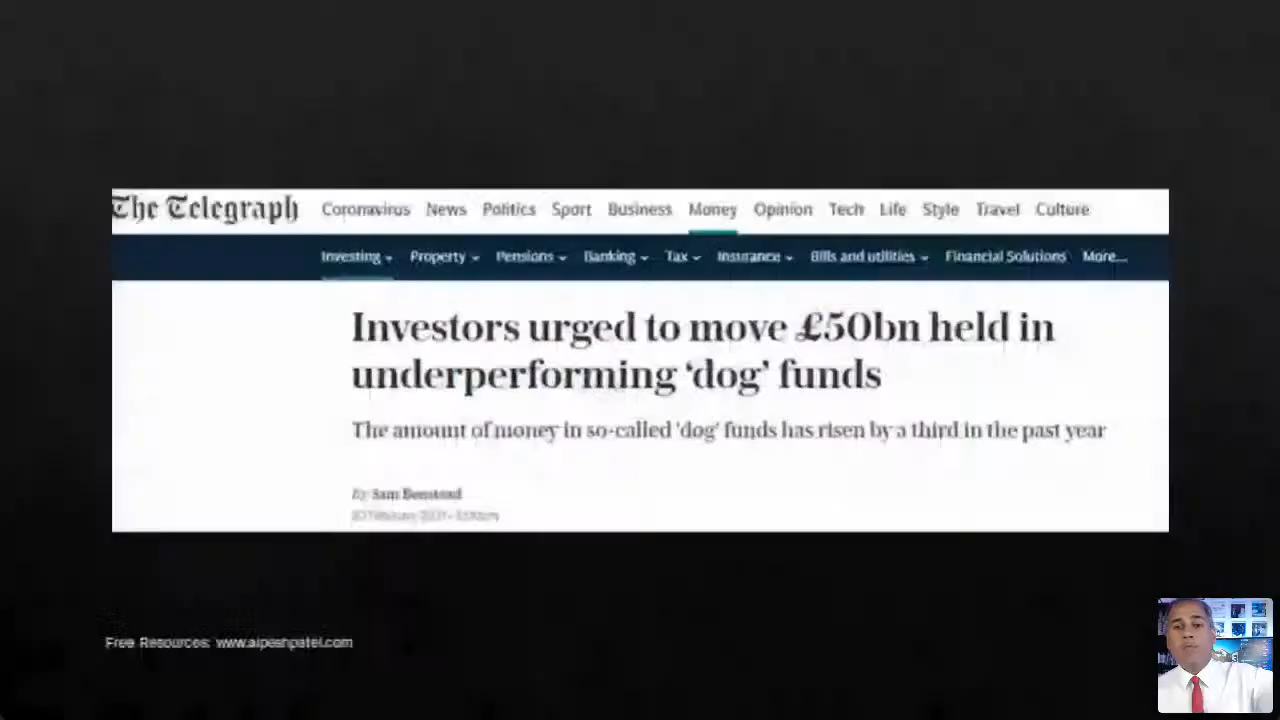 The Telegraph Coronavirus News Politics Sport Business Money Opinion Tech Life Style Travel Culture
Investing Property Pensions Banking Tax Insurance Bills and utilities Financial Solutions More...
Investors urged to move £50bn held in
underperforming ‘dog’ funds
The amount of money in so-called 'dog' funds has risen by a third in the past year
By Sam
Free Resources: www.alpeshpatel.com